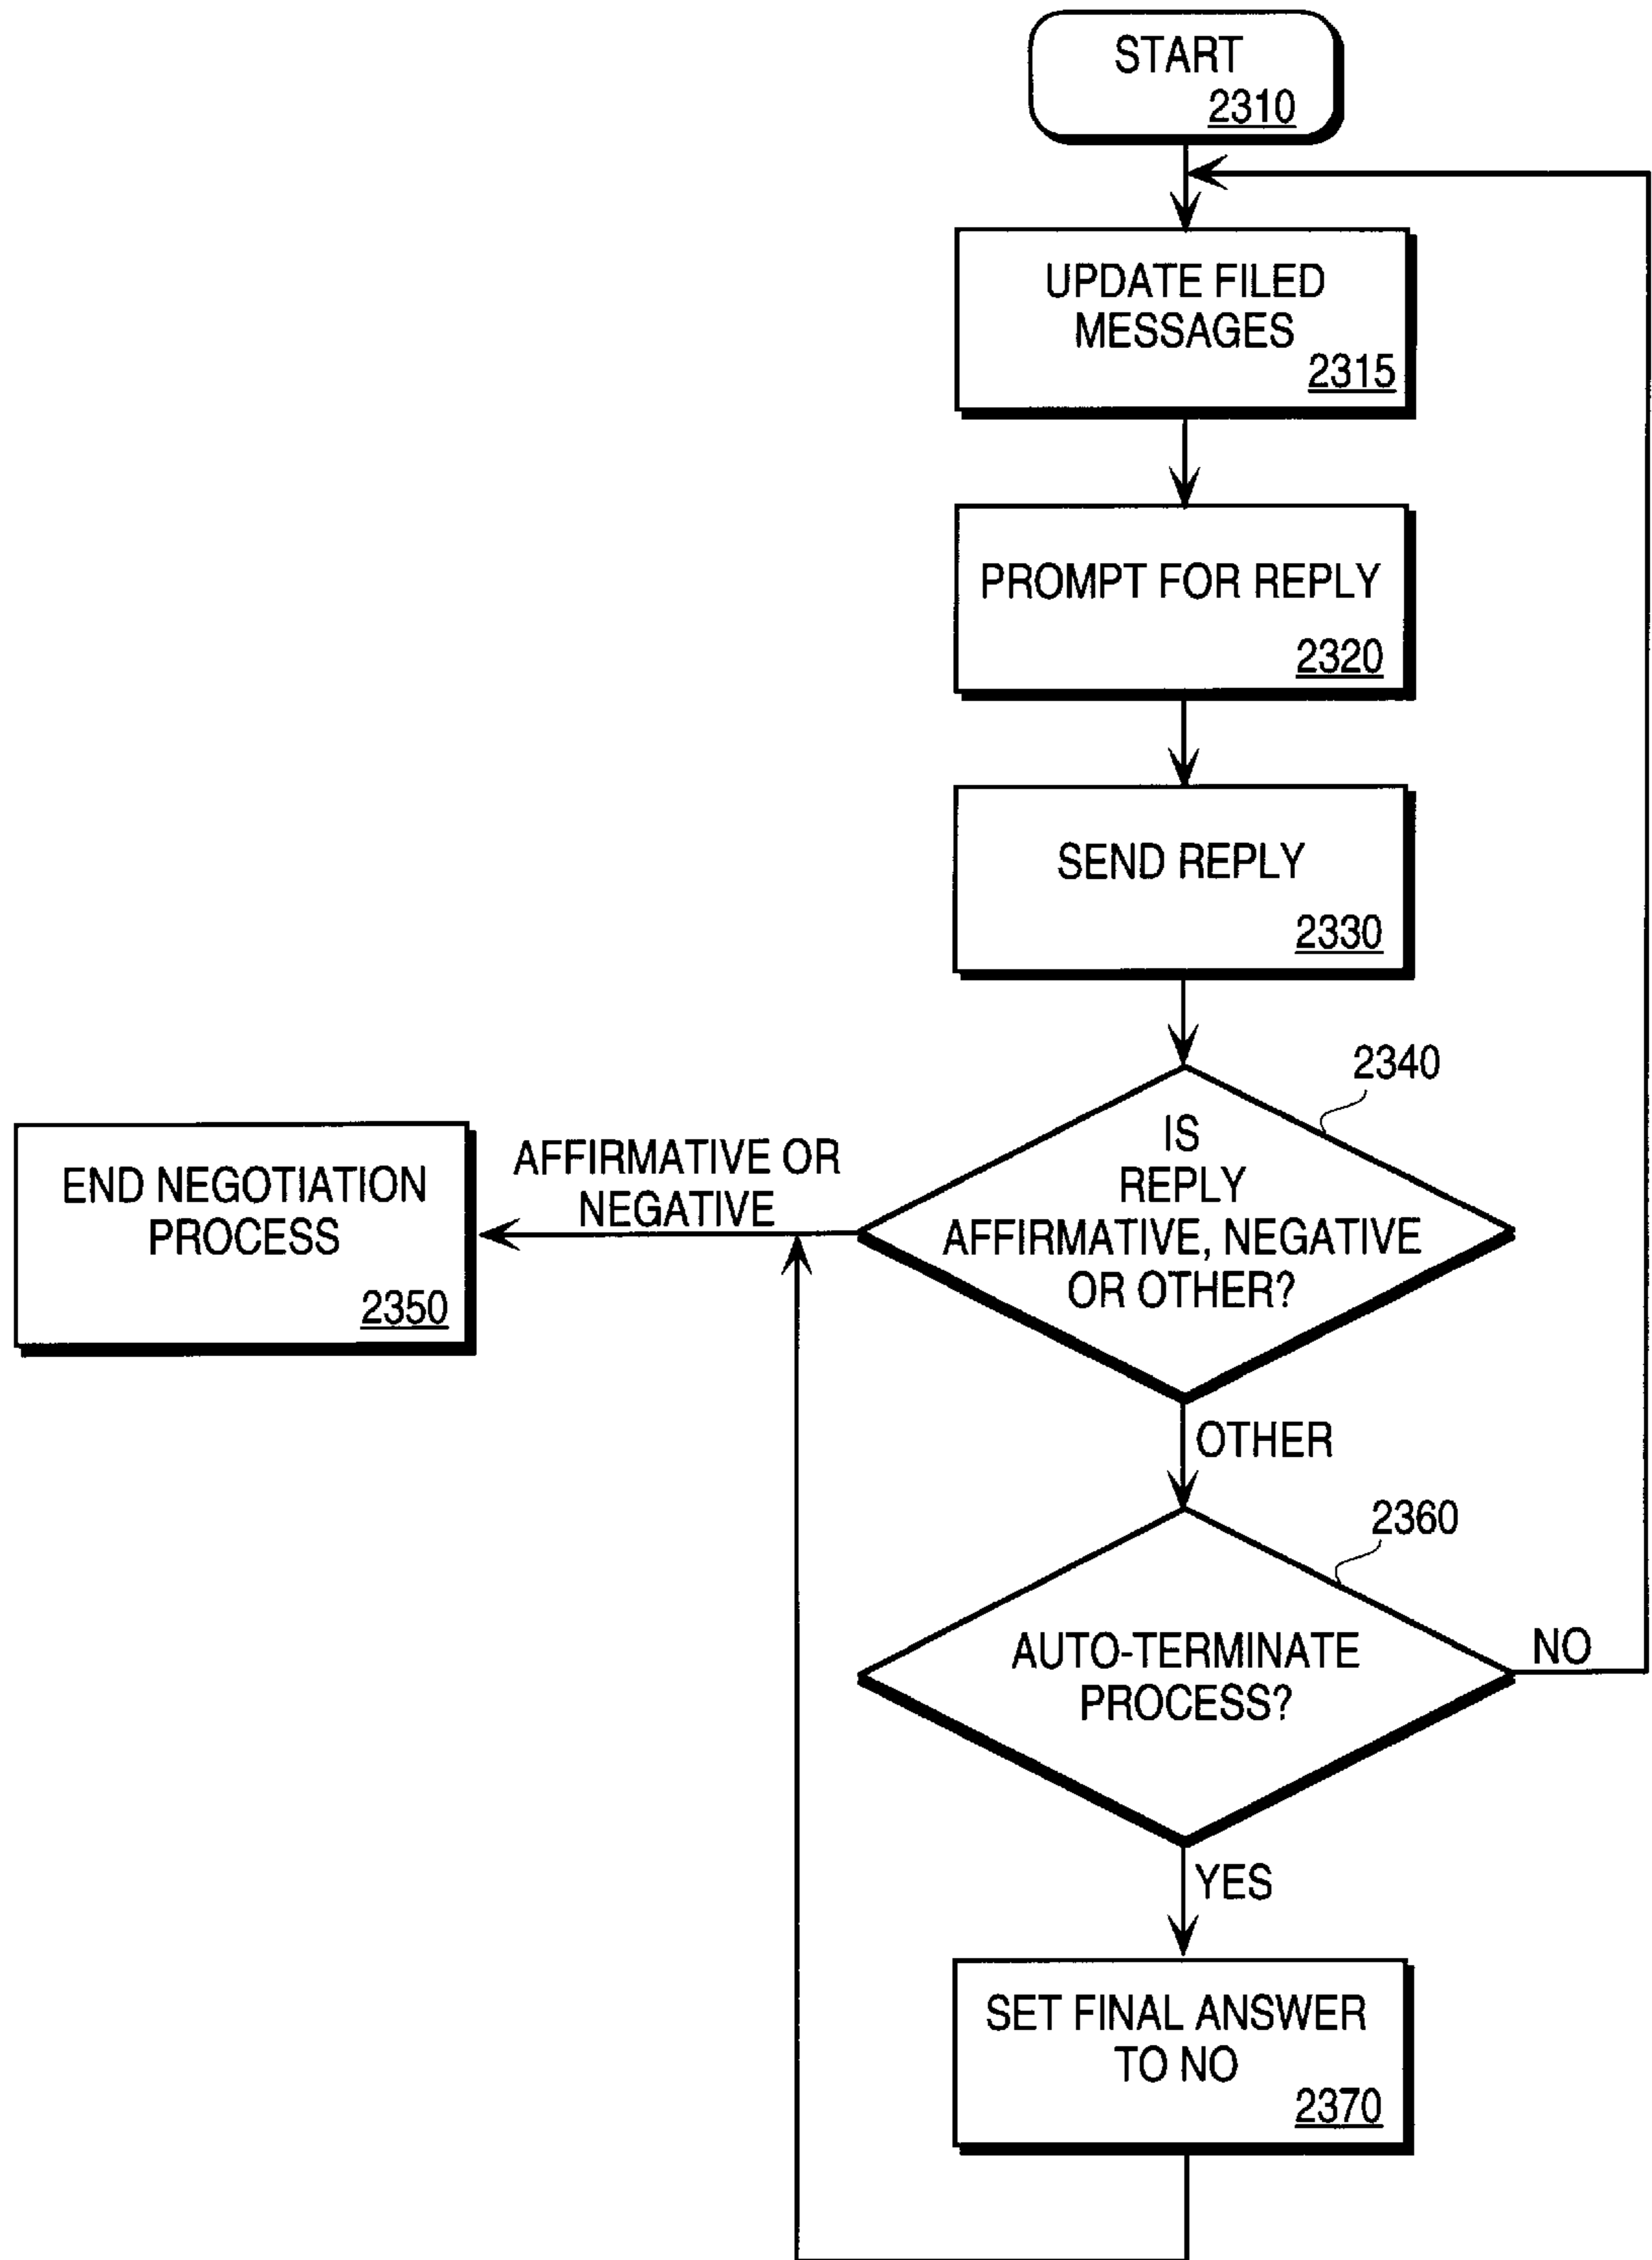 START
2310
UPDATE FILED
MESSAGES
2315
PROMPT FOR REPLY
2320
SEND REPLY
2330
2340
IS
REPLY
AFFIRMATIVE, NEGATIVE
OR OTHER?
AFFIRMATIVE OR
NEGATIVE
END NEGOTIATION
PROCESS
2350
OTHER
2360
AUTO-TERMINATE
PROCESS?
NO
YES
SET FINAL ANSWER
TO NO
2370